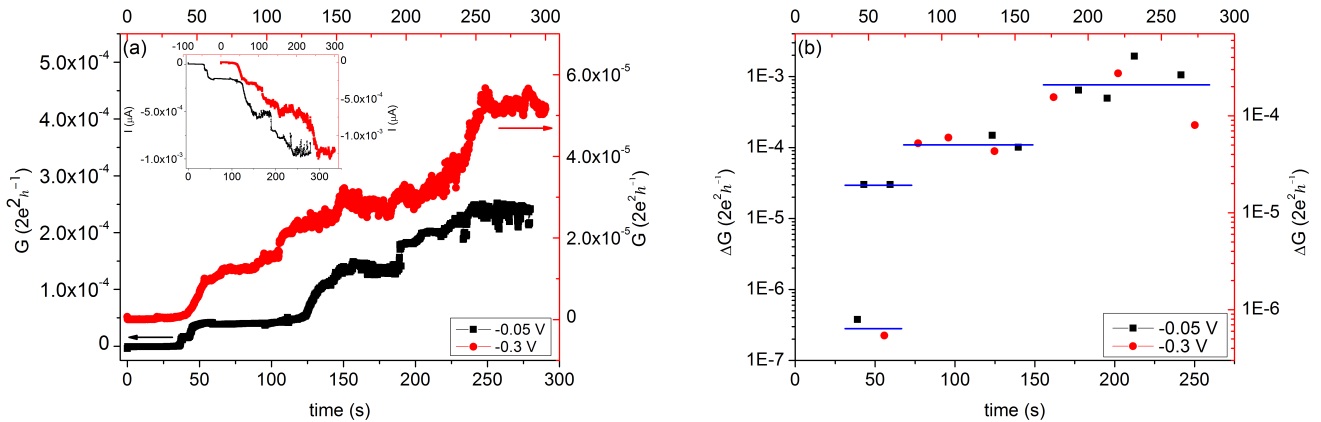 0 50 100 150 200 250 300
(a)
-100 0 100 200 300
0
-5.0x10⁻⁴
-1.0x10⁻³
I (μA)
0
-5.0x10⁻⁴
-1.0x10⁻³
I (μA)
0 100 200 300
5.0x10⁻⁴
4.0x10⁻⁴
3.0x10⁻⁴
2.0x10⁻⁴
1.0x10⁻⁴
0
G (2e²h⁻¹)
6.0x10⁻⁵
4.0x10⁻⁵
2.0x10⁻⁵
0
G (2e²h⁻¹)
-0.05 V
-0.3 V
0 50 100 150 200 250 300
time (s)
0 50 100 150 200 250
(b)
1E-3
1E-4
1E-5
1E-6
1E-7
ΔG (2e²h⁻¹)
1E-4
1E-5
1E-6
ΔG (2e²h⁻¹)
-0.05 V
-0.3 V
0 50 100 150 200 250
time (s)